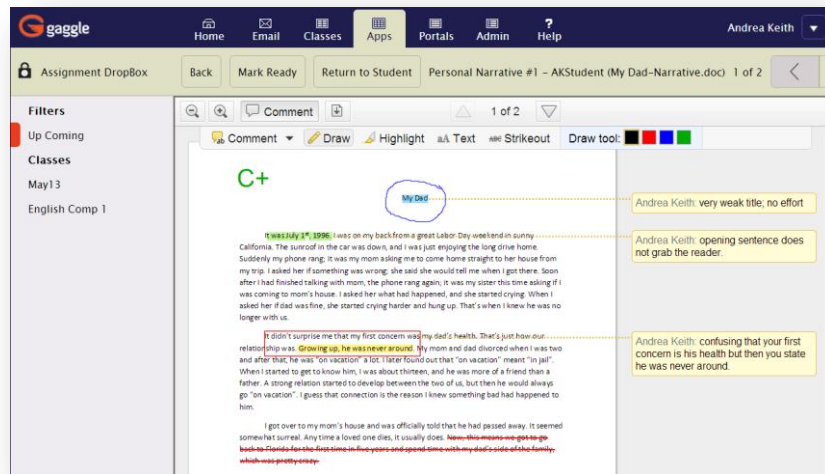 gaggle
Home Email Classes Apps Portals Admin Help
Andrea Keith
Assignment DropBox
Back Mark Ready Return to Student Personal Narrative #1 – AKStudent (My Dad-Narrative.doc) 1 of 2
Filters
Up Coming
Classes
May13
English Comp 1
Comment 1 of 2
Comment Draw Highlight aA Text Strikeout Draw tool:
C+
My Dad
It was July 1st, 1996. I was on my back from a great Labor Day weekend in sunny
California. The sunroof in the car was down, and I was just enjoying the long drive home.
Suddenly my phone rang; it was my mom asking me to come home straight to her house from
my trip. I asked her if something was wrong; she said she would tell me when I got there. Soon
after I had finished talking with mom, the phone rang again; it was my sister this time asking if I
was coming to mom's house. I asked her what had happened, and she started crying. When I
asked her if dad was fine, she started crying harder and hung up. That's when I knew he was no
longer with us.
It didn't surprise me that my first concern was my dad's health. That's just how our
relationship was. Growing up, he was never around. My mom and dad divorced when I was two
and after that, he was "on vacation" a lot. I later found out that "on vacation" meant "in jail".
When I started to get to know him, I was about thirteen, and he was more of a friend than a
father. A strong relation started to develop between the two of us, but then he would always
go "on vacation". I guess that connection is the reason I knew something bad had happened to
him.
I got over to my mom's house and was officially told that he had passed away. It seemed
somewhat surreal. Any time a loved one dies, it usually does. Now, this means we got to go
back to Florida for the first time in five years and spend time with my dad's side of the family,
which was pretty crazy.
Andrea Keith: very weak title; no effort
Andrea Keith: opening sentence does
not grab the reader.
Andrea Keith: confusing that your first
concern is his health but then you state
he was never around.